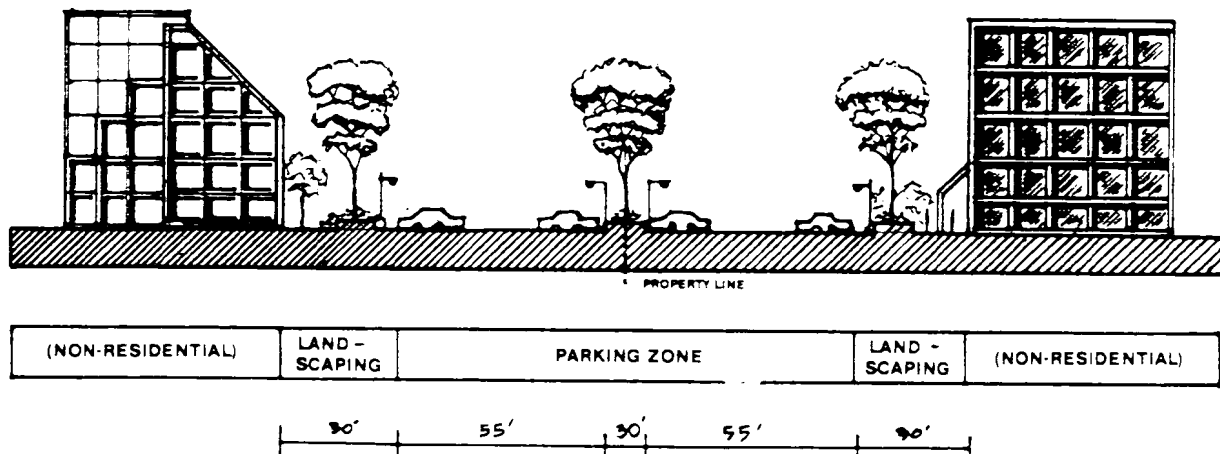 PROPERTY LINE
(NON-RESIDENTIAL)
LAND -
SCAPING
PARKING ZONE
LAND -
SCAPING
(NON-RESIDENTIAL)
30' 55' 30' 55' 30'